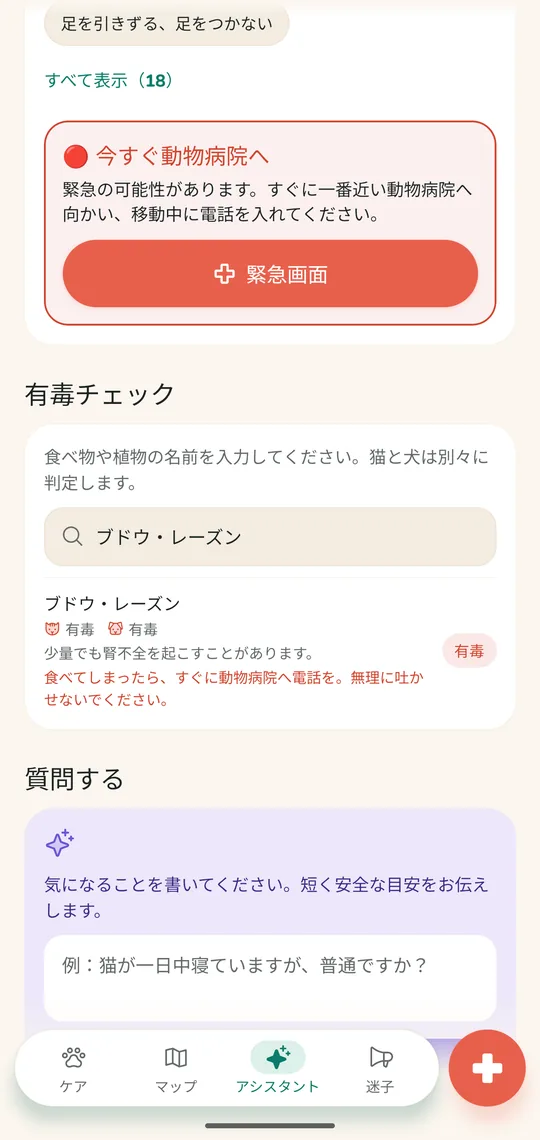 足を引きずる、足をつかない
すべて表示（18）
今すぐ動物病院へ
緊急の可能性があります。すぐに一番近い動物病院へ
向かい、移動中に電話を入れてください。
緊急画面
有毒チェック
食べ物や植物の名前を入力してください。猫と犬は別々に
判定します。
ブドウ・レーズン
ブドウ・レーズン
有毒 有毒
少量でも腎不全を起こすことがあります。
食べてしまったら、すぐに動物病院へ電話を。無理に吐か
せないでください。
有毒
質問する
気になることを書いてください。短く安全な目安をお伝え
します。
例：猫が一日中寝ていますが、普通ですか？
ケア マップ アシスタント 迷子